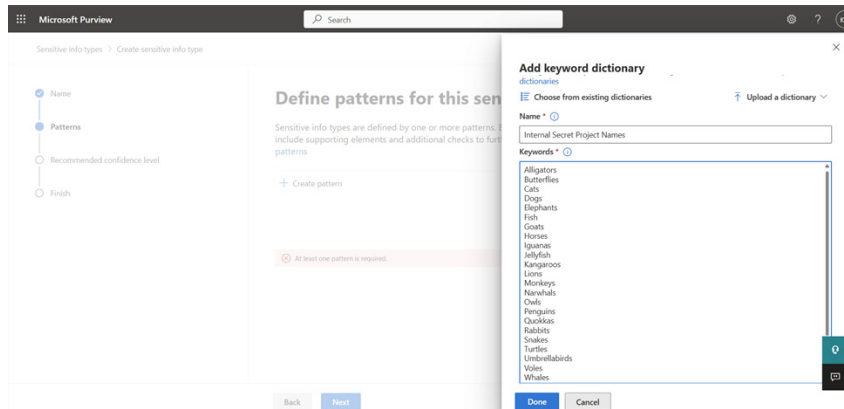 Microsoft Purview
Search
?
Sensitive info types > Create sensitive info type
Name
Patterns
Recommended confidence level
Finish
Define patterns for this sen
Sensitive info types are defined by one or more patterns.
include supporting elements and additional checks to furt
patterns
+ Create pattern
At least one pattern is required.
Back
Next
Add keyword dictionary
dictionaries
Choose from existing dictionaries
Upload a dictionary
Name *
Internal Secret Project Names
Keywords *
Alligators
Butterflies
Cats
Dogs
Elephants
Fish
Goats
Horses
Iguanas
Jellyfish
Kangaroos
Lions
Monkeys
Narwhals
Owls
Penguins
Quokkas
Rabbits
Snakes
Turtles
Umbrellabirds
Voles
Whales
Done
Cancel